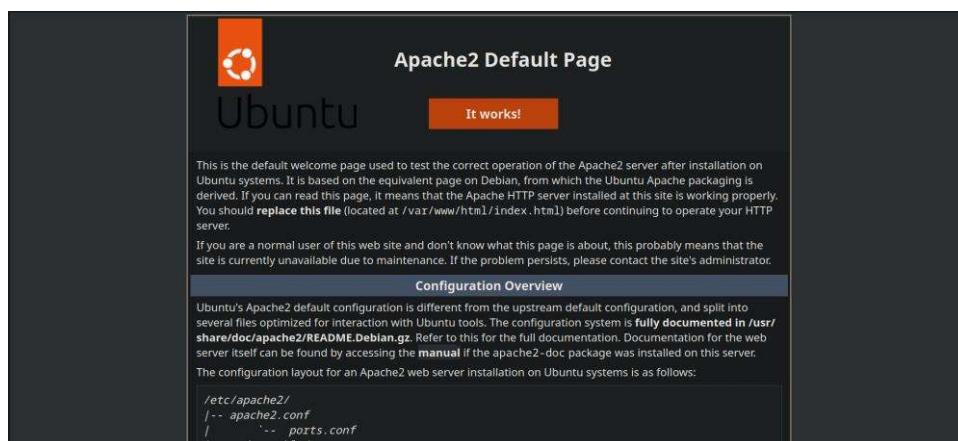 Ubuntu
Apache2 Default Page
It works!
This is the default welcome page used to test the correct operation of the Apache2 server after installation on
Ubuntu systems. It is based on the equivalent page on Debian, from which the Ubuntu Apache packaging is
derived. If you can read this page, it means that the Apache HTTP server installed at this site is working properly.
You should replace this file (located at /var/www/html/index.html) before continuing to operate your HTTP
server.
If you are a normal user of this web site and don't know what this page is about, this probably means that the
site is currently unavailable due to maintenance. If the problem persists, please contact the site's administrator.
Configuration Overview
Ubuntu's Apache2 default configuration is different from the upstream default configuration, and split into
several files optimized for interaction with Ubuntu tools. The configuration system is fully documented in /usr/
share/doc/apache2/README.Debian.gz. Refer to this for the full documentation. Documentation for the web
server itself can be found by accessing the manual if the apache2-doc package was installed on this server.
The configuration layout for an Apache2 web server installation on Ubuntu systems is as follows:
/etc/apache2/
|-- apache2.conf
|       `--  ports.conf